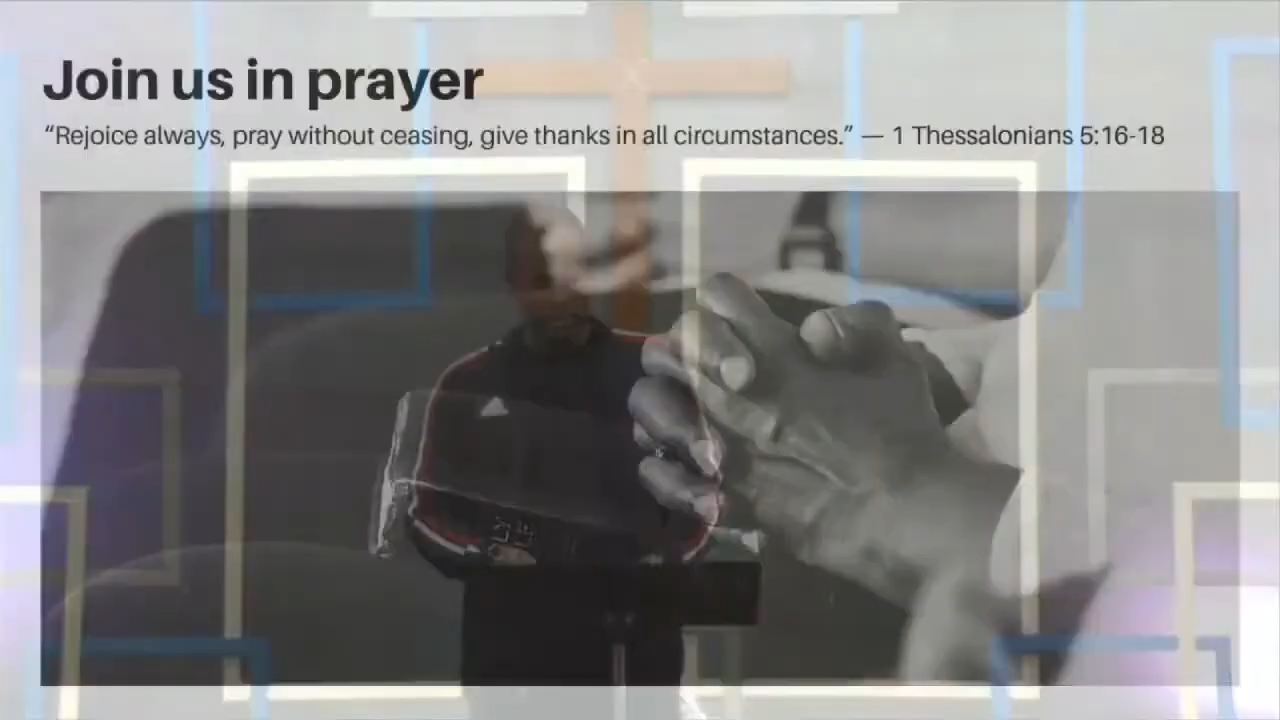 Join us in prayer
“Rejoice always, pray without ceasing, give thanks in all circumstances.” — 1 Thessalonians 5:16-18